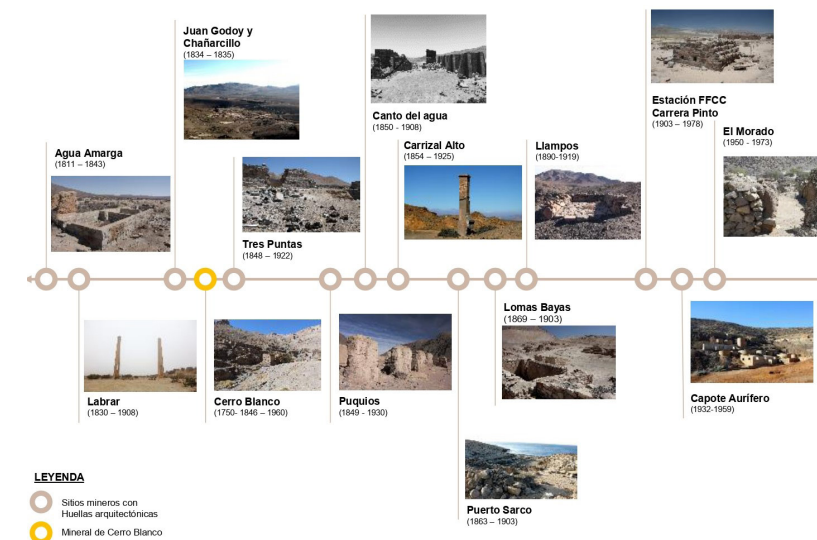 Juan Godoy y
Chañarcillo
(1834 – 1835)
Canto del agua
(1850 - 1908)
Estación FFCC
Carrera Pinto
(1903 – 1978)
El Morado
(1950 - 1973)
Agua Amarga
(1811 – 1843)
Carrizal Alto
(1854 – 1925)
Llampos
(1890-1919)
Tres Puntas
(1848 – 1922)
Lomas Bayas
(1869 – 1903)
Labrar
(1830 – 1908)
Cerro Blanco
(1750- 1846 – 1960)
Puquios
(1849 - 1930)
Capote Aurífero
(1932-1959)
Puerto Sarco
(1863 – 1903)
LEYENDA
Sitios mineros con
Huellas arquitectónicas
Mineral de Cerro Blanco